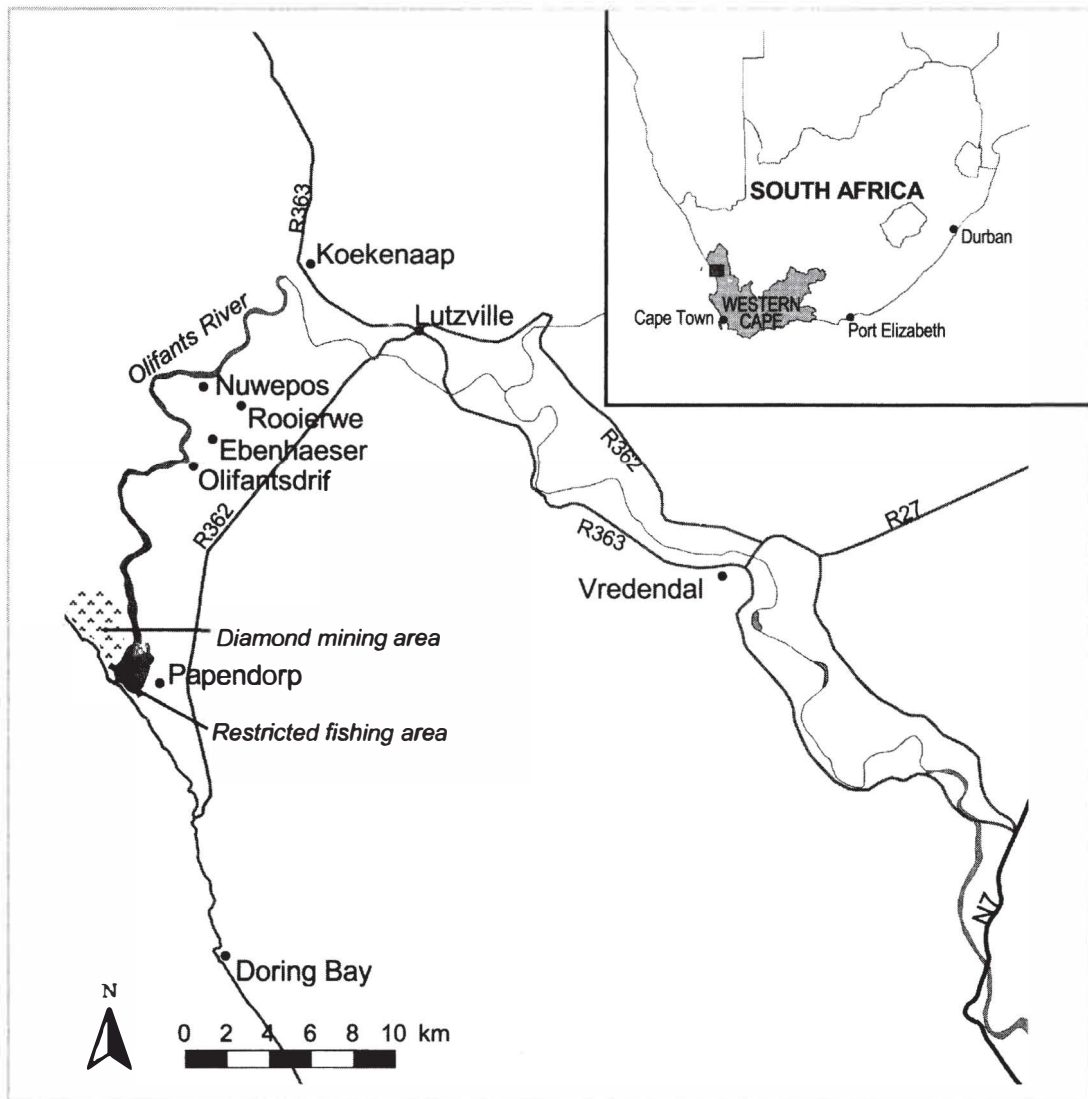 R363
Koekenaap
Olifants River
Lutzville
Nuwepos
Rooierwe
Ebenhaeser
Olifantsdrif
R362
R362
R363
R27
Vredendal
Diamond mining area
Papendorp
Restricted fishing area
N7
Doring Bay
N
0 2 4 6 8 10 km
SOUTH AFRICA
Durban
WESTERN
CAPE
Cape Town
Port Elizabeth